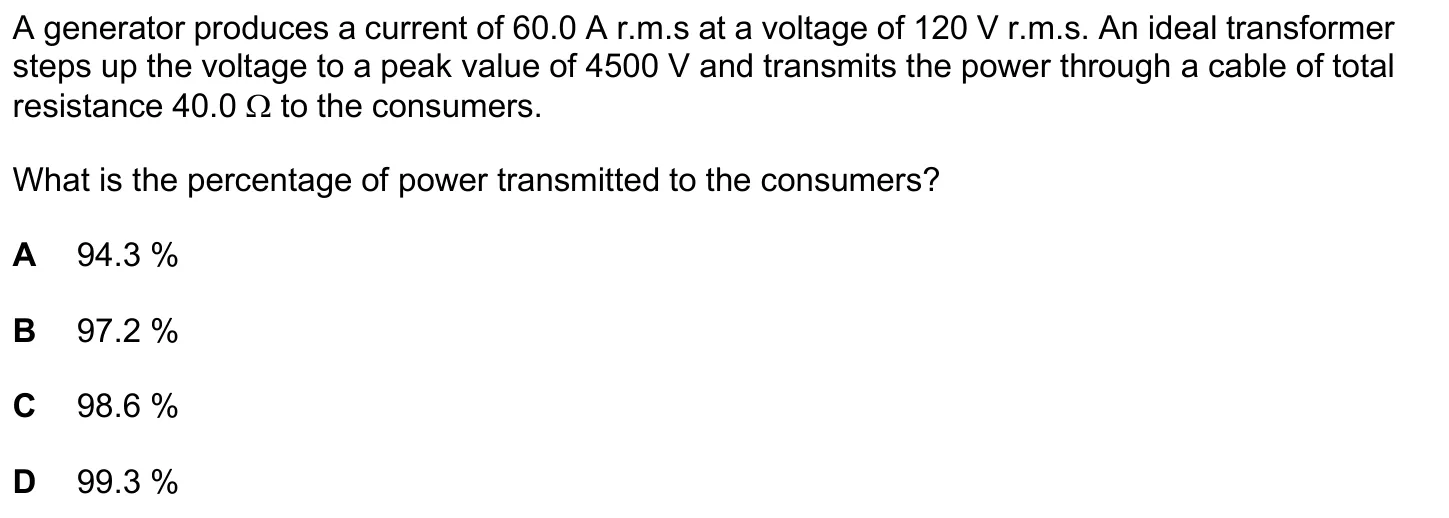 A generator produces a current of 60.0 A r.m.s at a voltage of 120 V r.m.s. An ideal transformer
steps up the voltage to a peak value of 4500 V and transmits the power through a cable of total
resistance 40.0 Ω to the consumers.
What is the percentage of power transmitted to the consumers?
A 94.3 %
B 97.2 %
C 98.6 %
D 99.3 %